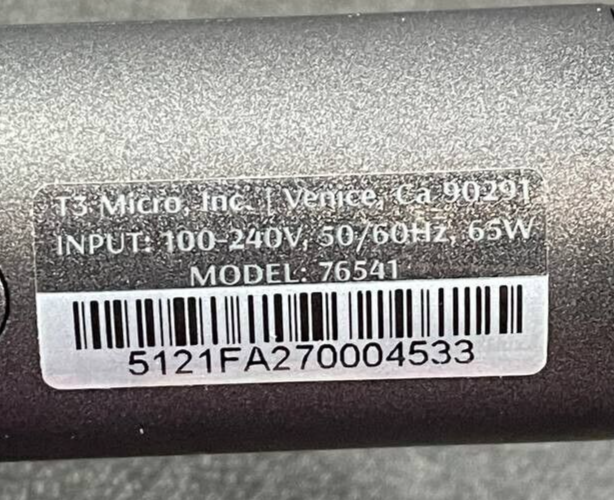 T3 Micro, Inc. | Venice, Ca 90291
INPUT: 100-240V, 50/60Hz, 65W
MODEL: 76541
5121FA270004533